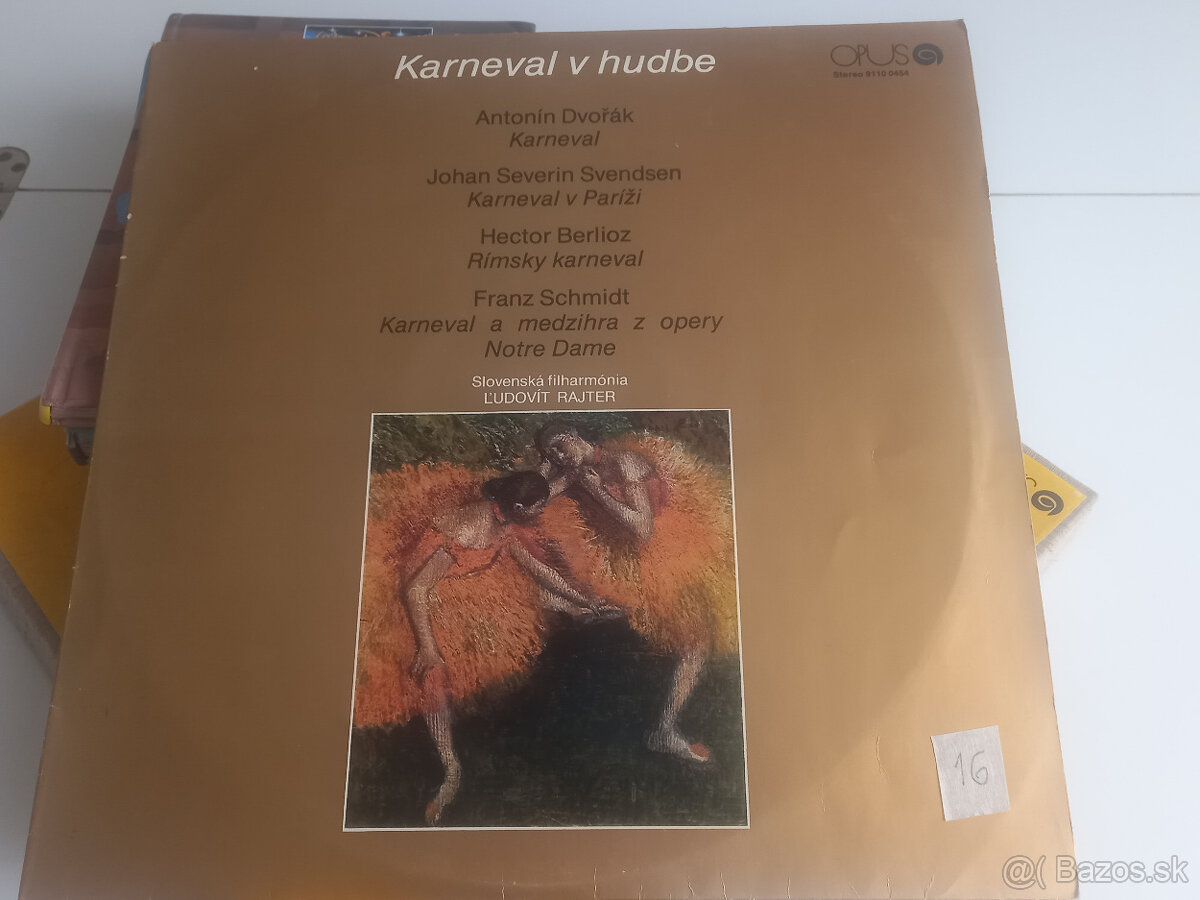 Karneval v hudbe
OPUS
Stereo 9110 0454
Antonín Dvořák
Karneval
Johan Severin Svendsen
Karneval v Paríži
Hector Berlioz
Rímsky karneval
Franz Schmidt
Karneval a medzihra z opery
Notre Dame
Slovenská filharmónia
ĽUDOVÍT RAJTER
16
@( Bazos.sk